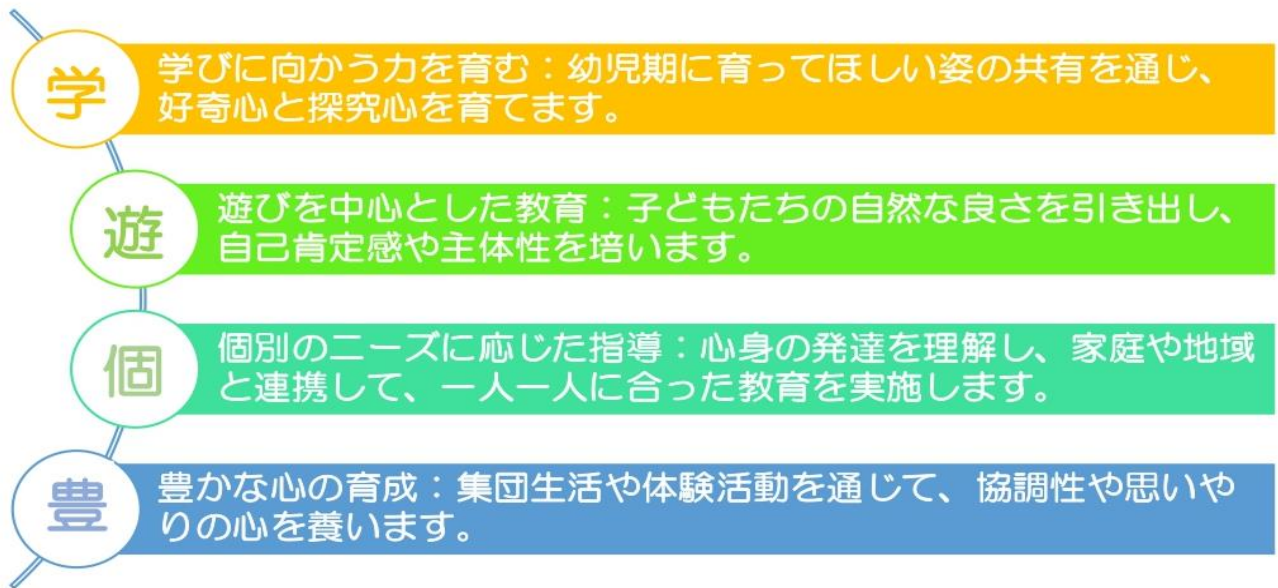 学
学びに向かう力を育む：幼児期に育ってほしい姿の共有を通じ、
好奇心と探究心を育てます。
遊
遊びを中心とした教育：子どもたちの自然な良さを引き出し、
自己肯定感や主体性を培います。
個
個別のニーズに応じた指導：心身の発達を理解し、家庭や地域
と連携して、一人一人に合った教育を実施します。
豊
豊かな心の育成：集団生活や体験活動を通じて、協調性や思いや
りの心を養います。